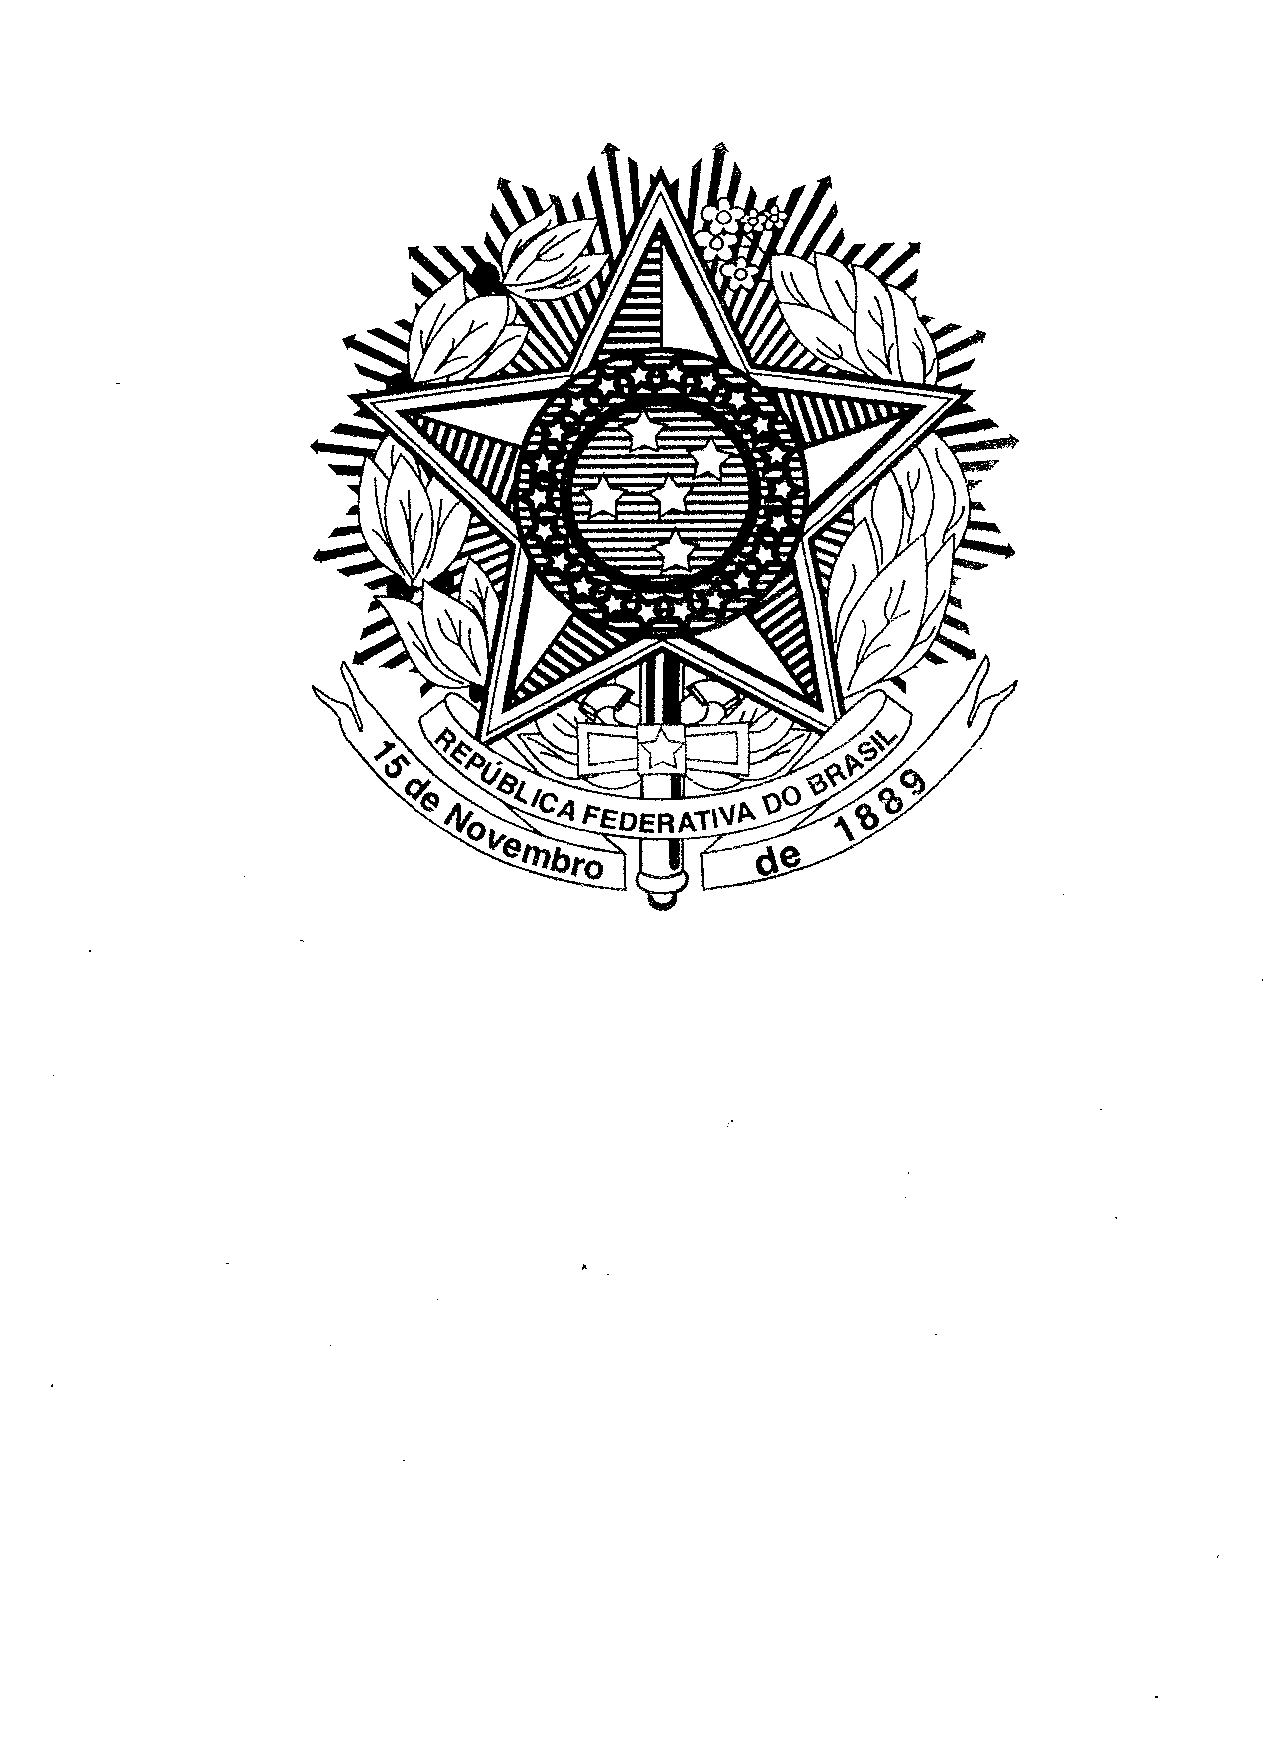 REPÚBLICA FEDERATIVA DO BRASIL
15 de Novembro de 1889